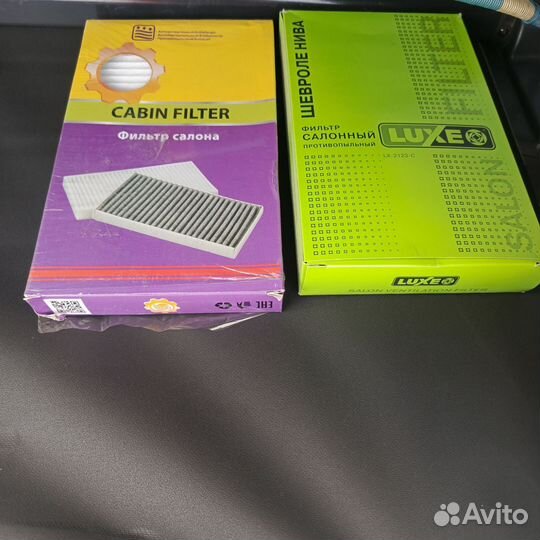 CABIN FILTER
Фильтр салона
ШЕВРОЛЕ НИВА
ФИЛЬТР
САЛОННЫЙ
ПРОТИВОПЫЛЬНЫЙ
LUXE
LX-2123-C
SALON FILTER
LUXE
SALON VENTILATION FILTER
Avito